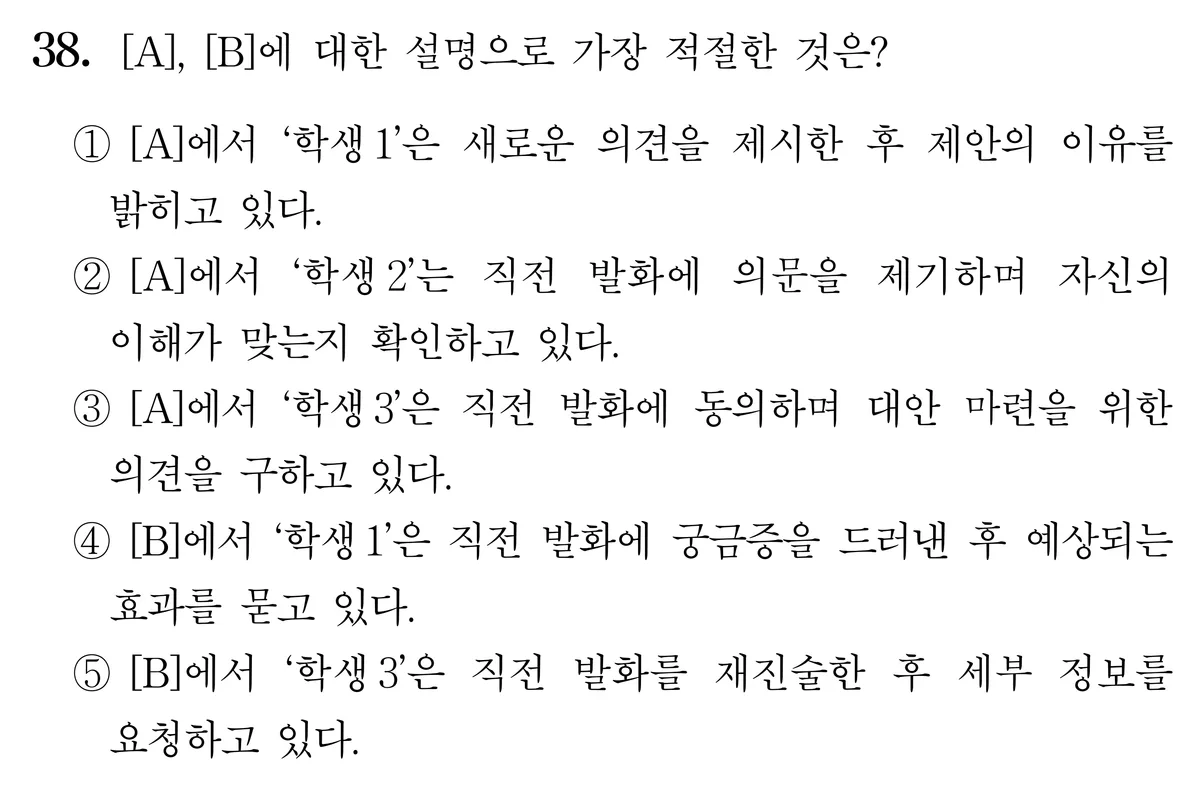 38. [A], [B]에 대한 설명으로 가장 적절한 것은?
① [A]에서 ‘학생 1’은 새로운 의견을 제시한 후 제안의 이유를
밝히고 있다.
② [A]에서 ‘학생 2’는 직전 발화에 의문을 제기하며 자신의
이해가 맞는지 확인하고 있다.
③ [A]에서 ‘학생 3’은 직전 발화에 동의하며 대안 마련을 위한
의견을 구하고 있다.
④ [B]에서 ‘학생 1’은 직전 발화에 궁금증을 드러낸 후 예상되는
효과를 묻고 있다.
⑤ [B]에서 ‘학생 3’은 직전 발화를 재진술한 후 세부 정보를
요청하고 있다.